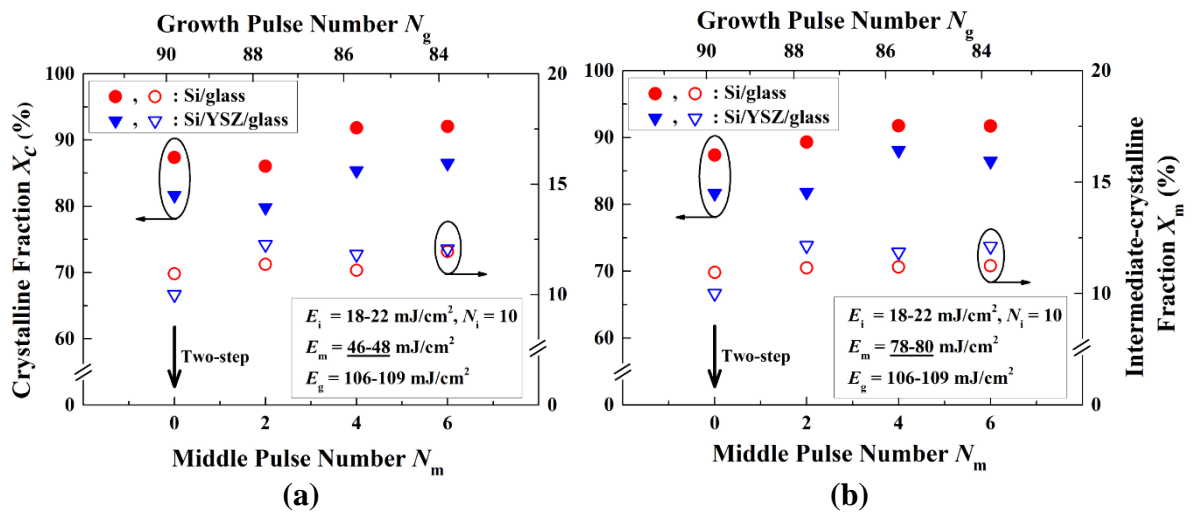 Growth Pulse Number Ng
90 88 86 84
100
90
80
70
60
0
Crystalline Fraction Xc (%)
, : Si/glass
, : Si/YSZ/glass
20
15
10
0
Ei = 18-22 mJ/cm², Ni = 10
Em = 46-48 mJ/cm²
Eg = 106-109 mJ/cm²
Two-step
0 2 4 6
Middle Pulse Number Nm
(a)
Growth Pulse Number Ng
90 88 86 84
100
90
80
70
60
0
, : Si/glass
, : Si/YSZ/glass
20
15
10
0
Intermediate-crystalline
Fraction Xm (%)
Ei = 18-22 mJ/cm², Ni = 10
Em = 78-80 mJ/cm²
Eg = 106-109 mJ/cm²
Two-step
0 2 4 6
Middle Pulse Number Nm
(b)